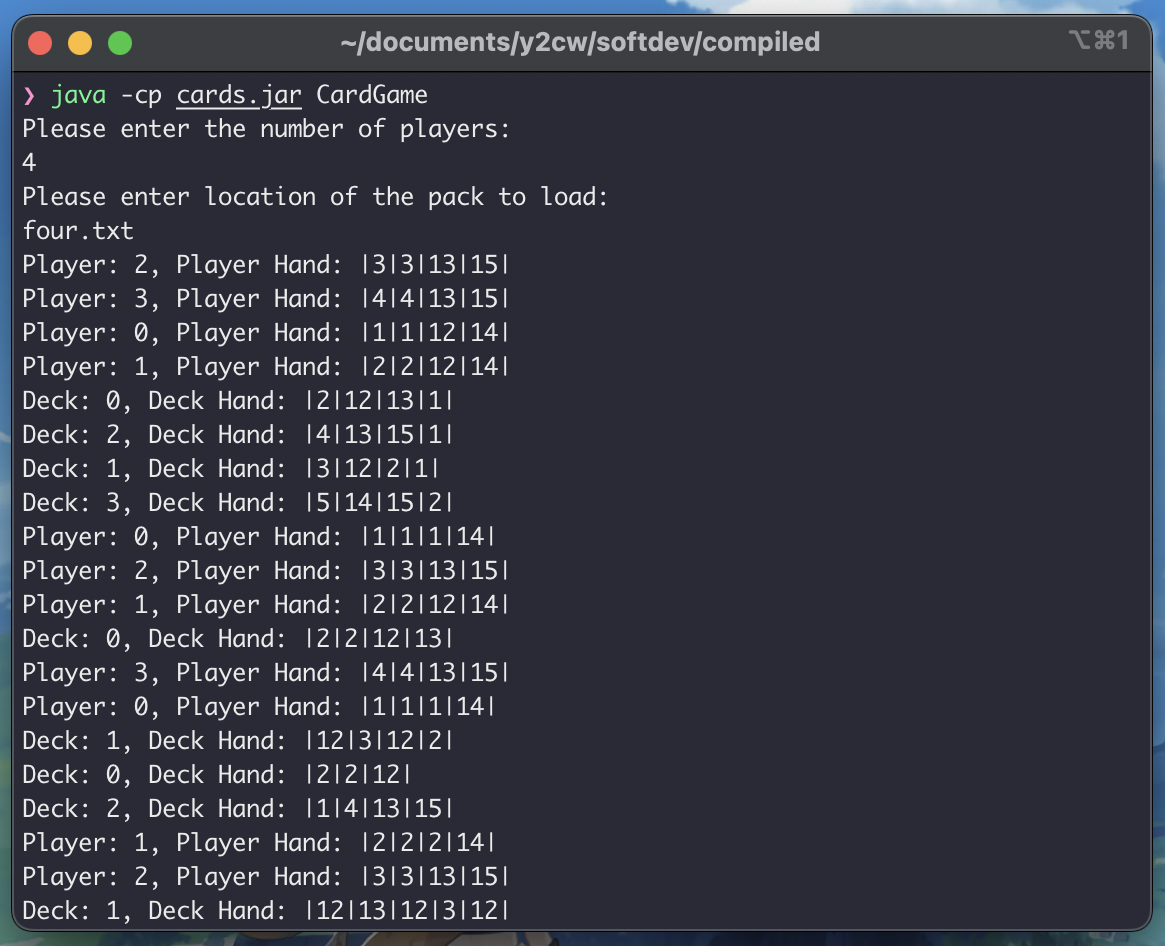 ~/documents/y2cw/softdev/compiled
⌥⌘1
❯ java -cp cards.jar CardGame
Please enter the number of players:
4
Please enter location of the pack to load:
four.txt
Player: 2, Player Hand: |3|3|13|15|
Player: 3, Player Hand: |4|4|13|15|
Player: 0, Player Hand: |1|1|12|14|
Player: 1, Player Hand: |2|2|12|14|
Deck: 0, Deck Hand: |2|12|13|1|
Deck: 2, Deck Hand: |4|13|15|1|
Deck: 1, Deck Hand: |3|12|2|1|
Deck: 3, Deck Hand: |5|14|15|2|
Player: 0, Player Hand: |1|1|1|14|
Player: 2, Player Hand: |3|3|13|15|
Player: 1, Player Hand: |2|2|12|14|
Deck: 0, Deck Hand: |2|2|12|13|
Player: 3, Player Hand: |4|4|13|15|
Player: 0, Player Hand: |1|1|1|14|
Deck: 1, Deck Hand: |12|3|12|2|
Deck: 0, Deck Hand: |2|2|12|
Deck: 2, Deck Hand: |1|4|13|15|
Player: 1, Player Hand: |2|2|2|14|
Player: 2, Player Hand: |3|3|13|15|
Deck: 1, Deck Hand: |12|13|12|3|12|